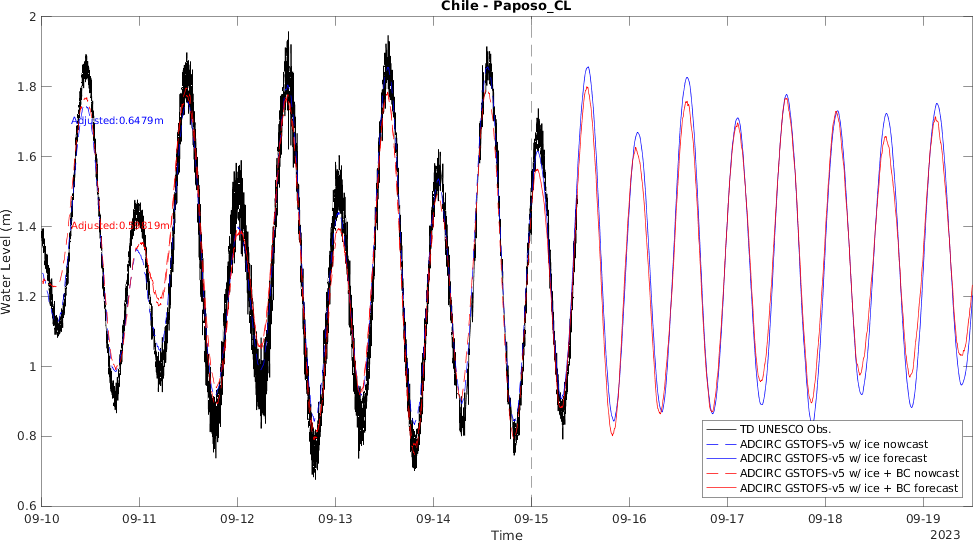 Chile - Paposo_CL
2
1.8
1.6
1.4
1.2
1
0.8
0.6
Water Level (m)
Adjusted:0.6479m
TD UNESCO Obs.
ADCIRC GSTOFS-v5 w/ ice nowcast
ADCIRC GSTOFS-v5 w/ ice forecast
ADCIRC GSTOFS-v5 w/ ice + BC nowcast
ADCIRC GSTOFS-v5 w/ ice + BC forecast
09-10 09-11 09-12 09-13 09-14 09-15 09-16 09-17 09-18 09-19
Time
2023